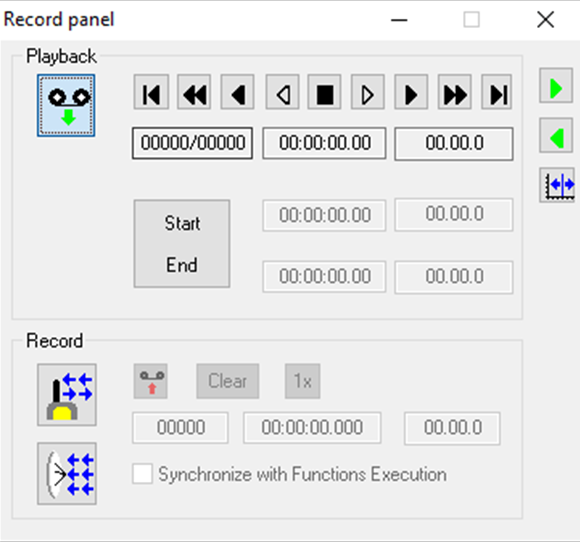 Record panel
Playback
00000/00000 00:00:00.00 00.00.0
Start 00:00:00.00 00.00.0
End 00:00:00.00 00.00.0
Record
Clear 1x
00000 00:00:00.000 00.00.0
Synchronize with Functions Execution